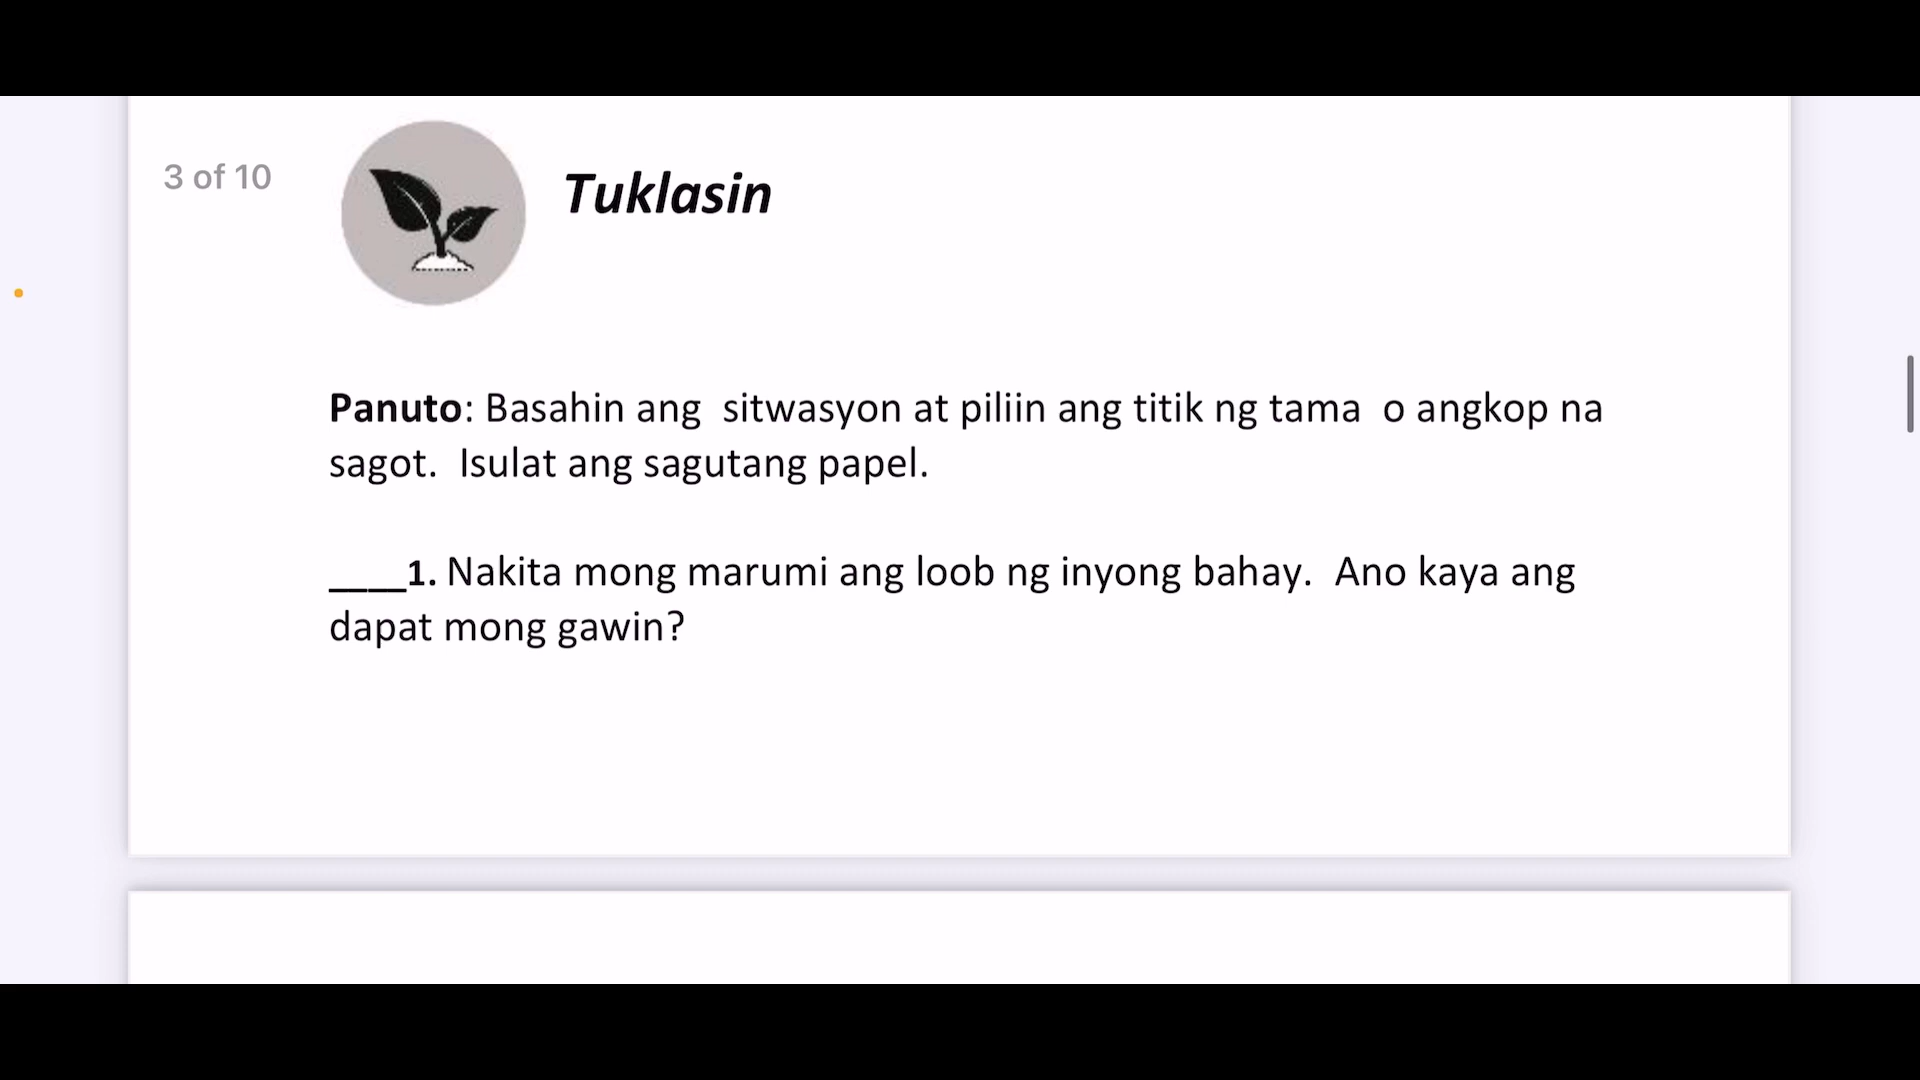 3 of 10
Tuklasin
Panuto: Basahin ang  sitwasyon at piliin ang titik ng tama  o angkop na
sagot.  Isulat ang sagutang papel.
____1. Nakita mong marumi ang loob ng inyong bahay.  Ano kaya ang
dapat mong gawin?